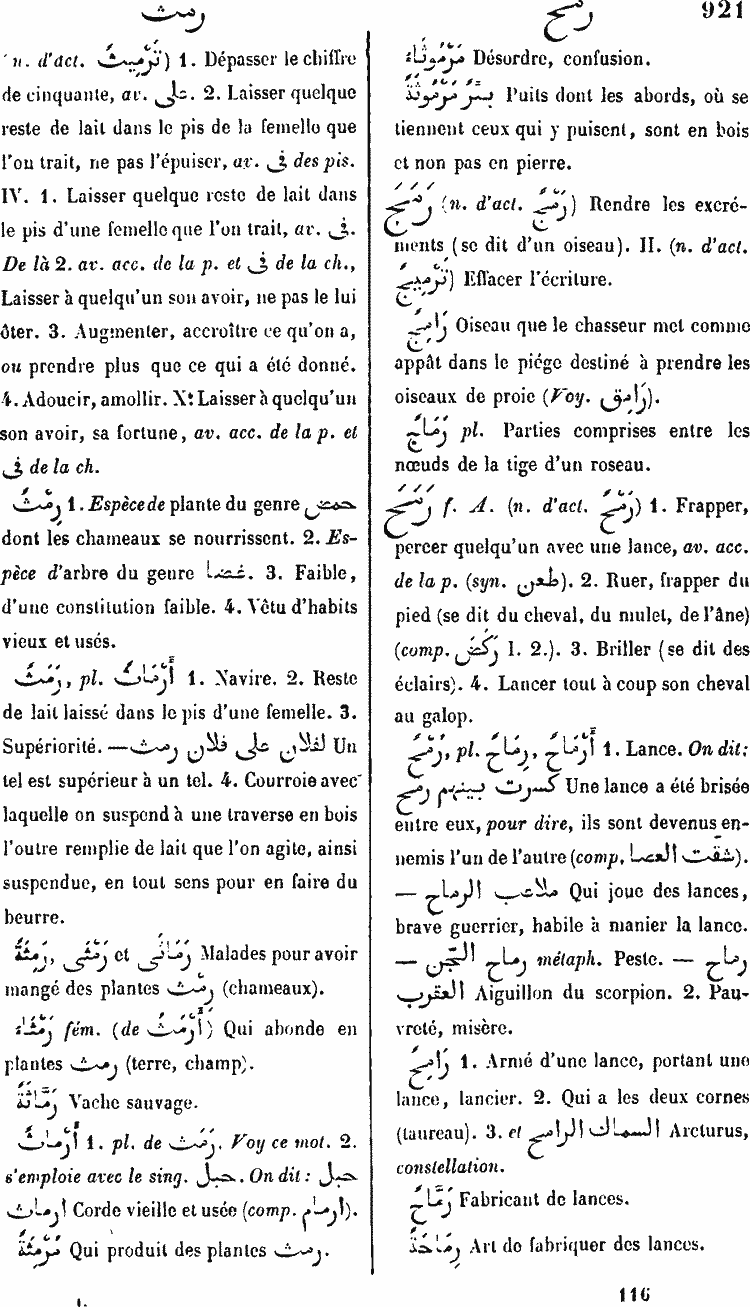 رمث
رمح
921
n. d'act. تَرْمِيثٌ) 1. Dépasser le chiffre
de cinquante, av. على. 2. Laisser quelque
reste de lait dans le pis de la femelle que
l'on trait, ne pas l'épuiser, av. فى des pis.
IV. 1. Laisser quelque reste de lait dans
le pis d'une femelle que l'on trait, av. فى.
De là 2. av. acc. de la p. et فى de la ch.,
Laisser à quelqu'un son avoir, ne pas le lui
ôter. 3. Augmenter, accroître ce qu'on a,
ou prendre plus que ce qui a été donné.
4. Adoucir, amollir. X. Laisser à quelqu'un
son avoir, sa fortune, av. acc. de la p. et
فى de la ch.
رِمْثٌ 1. Espèce de plante du genre حمض
dont les chameaux se nourrissent. 2. Es-
pèce d'arbre du genre غضا. 3. Faible,
d'une constitution faible. 4. Vêtu d'habits
vieux et usés.
رَمَثٌ, pl. أَرْمَاثٌ 1. Navire. 2. Reste
de lait laissé dans le pis d'une femelle. 3.
Supériorité. — لفلان على فلان رمث Un
tel est supérieur à un tel. 4. Courroie avec
laquelle on suspend à une traverse en bois
l'outre remplie de lait que l'on agite, ainsi
suspendue, en tout sens pour en faire du
beurre.
رَمِثَةٌ, رَمْثَى et رَمَاثَى Malades pour avoir
mangé des plantes رِمْث (chameaux).
رَمْثَاءُ fém. (de أَرْمَثُ) Qui abonde en
plantes رمث (terre, champ).
رَمَّاثَةٌ Vache sauvage.
أَرْمَاثٌ 1. pl. de رَمَثٌ. Voy ce mot. 2.
s'emploie avec le sing. حبل. On dit : حبل
ارماث Corde vieille et usée (comp. ارمام).
مُرْمِثَةٌ Qui produit des plantes رمث.
مَرْمُوثَاءُ Désordre, confusion.
بِئْرٌ مَرْمُوثَةٌ Puits dont les abords, où se
tiennent ceux qui y puisent, sont en bois
et non pas en pierre.
رَمَجَ (n. d'act. رَمْجٌ) Rendre les excré-
ments (se dit d'un oiseau). II. (n. d'act.
تَرْمِيجٌ) Effacer l'écriture.
رَامِجٌ Oiseau que le chasseur met comme
appât dans le piége destiné à prendre les
oiseaux de proie (Voy. رَامِق).
رَمَاجٌ pl. Parties comprises entre les
nœuds de la tige d'un roseau.
رَمَحَ f. A. (n. d'act. رَمْحٌ) 1. Frapper,
percer quelqu'un avec une lance, av. acc.
de la p. (syn. طعن). 2. Ruer, frapper du
pied (se dit du cheval, du mulet, de l'âne)
(comp. رَكَضَ I. 2.). 3. Briller (se dit des
éclairs). 4. Lancer tout à coup son cheval
au galop.
رُمْحٌ, pl. رِمَاحٌ, أَرْمَاحٌ 1. Lance. On dit:
كسرت بينهم رمح Une lance a été brisée
entre eux, pour dire, ils sont devenus en-
nemis l'un de l'autre (comp. شقت العصا).
— ملاعب الرماح Qui joue des lances,
brave guerrier, habile à manier la lance.
— رماح الجن métaph. Peste. — رماح
العقرب Aiguillon du scorpion. 2. Pau-
vreté, misère.
رَامِحٌ 1. Armé d'une lance, portant une
lance, lancier. 2. Qui a les deux cornes
(taureau). 3. et السماك الرامح Arcturus,
constellation.
رَمَّاحٌ Fabricant de lances.
رِمَاحَةٌ Art de fabriquer des lances.
I.
116